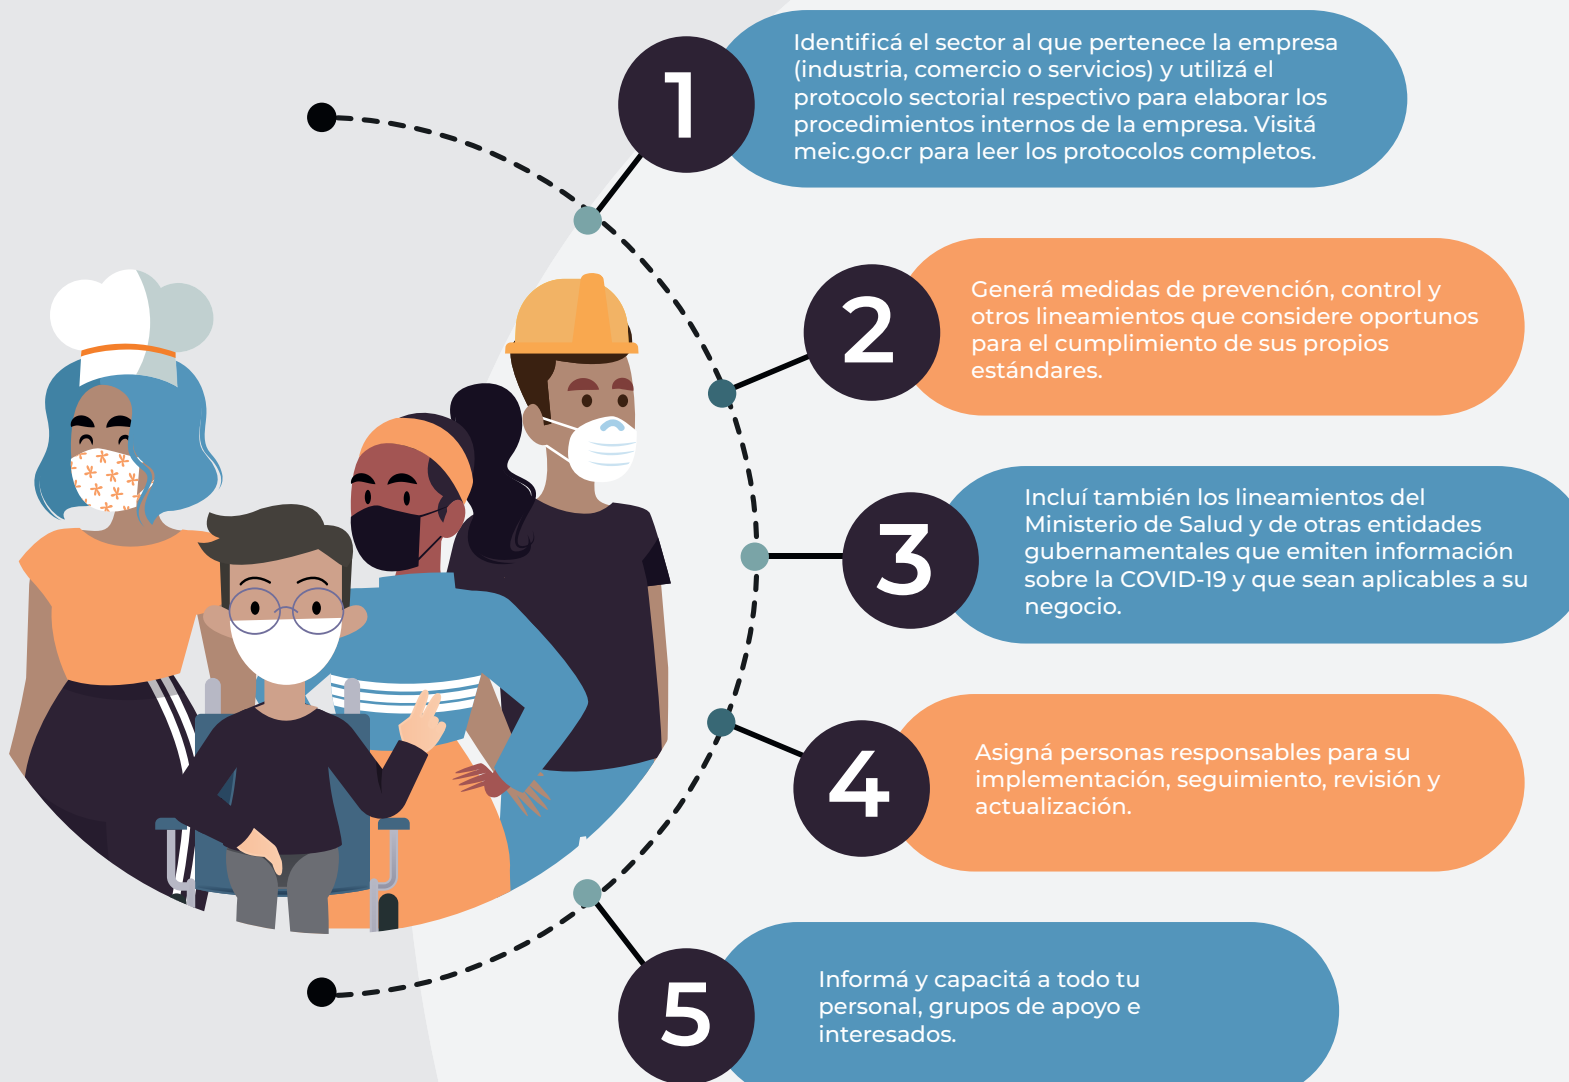 1
Identificá el sector al que pertenece la empresa
(industria, comercio o servicios) y utilizá el
protocolo sectorial respectivo para elaborar los
procedimientos internos de la empresa. Visitá
meic.go.cr para leer los protocolos completos.
2
Generá medidas de prevención, control y
otros lineamientos que considere oportunos
para el cumplimiento de sus propios
estándares.
3
Incluí también los lineamientos del
Ministerio de Salud y de otras entidades
gubernamentales que emiten información
sobre la COVID-19 y que sean aplicables a su
negocio.
4
Asigná personas responsables para su
implementación, seguimiento, revisión y
actualización.
5
Informá y capacitá a todo tu
personal, grupos de apoyo e
interesados.